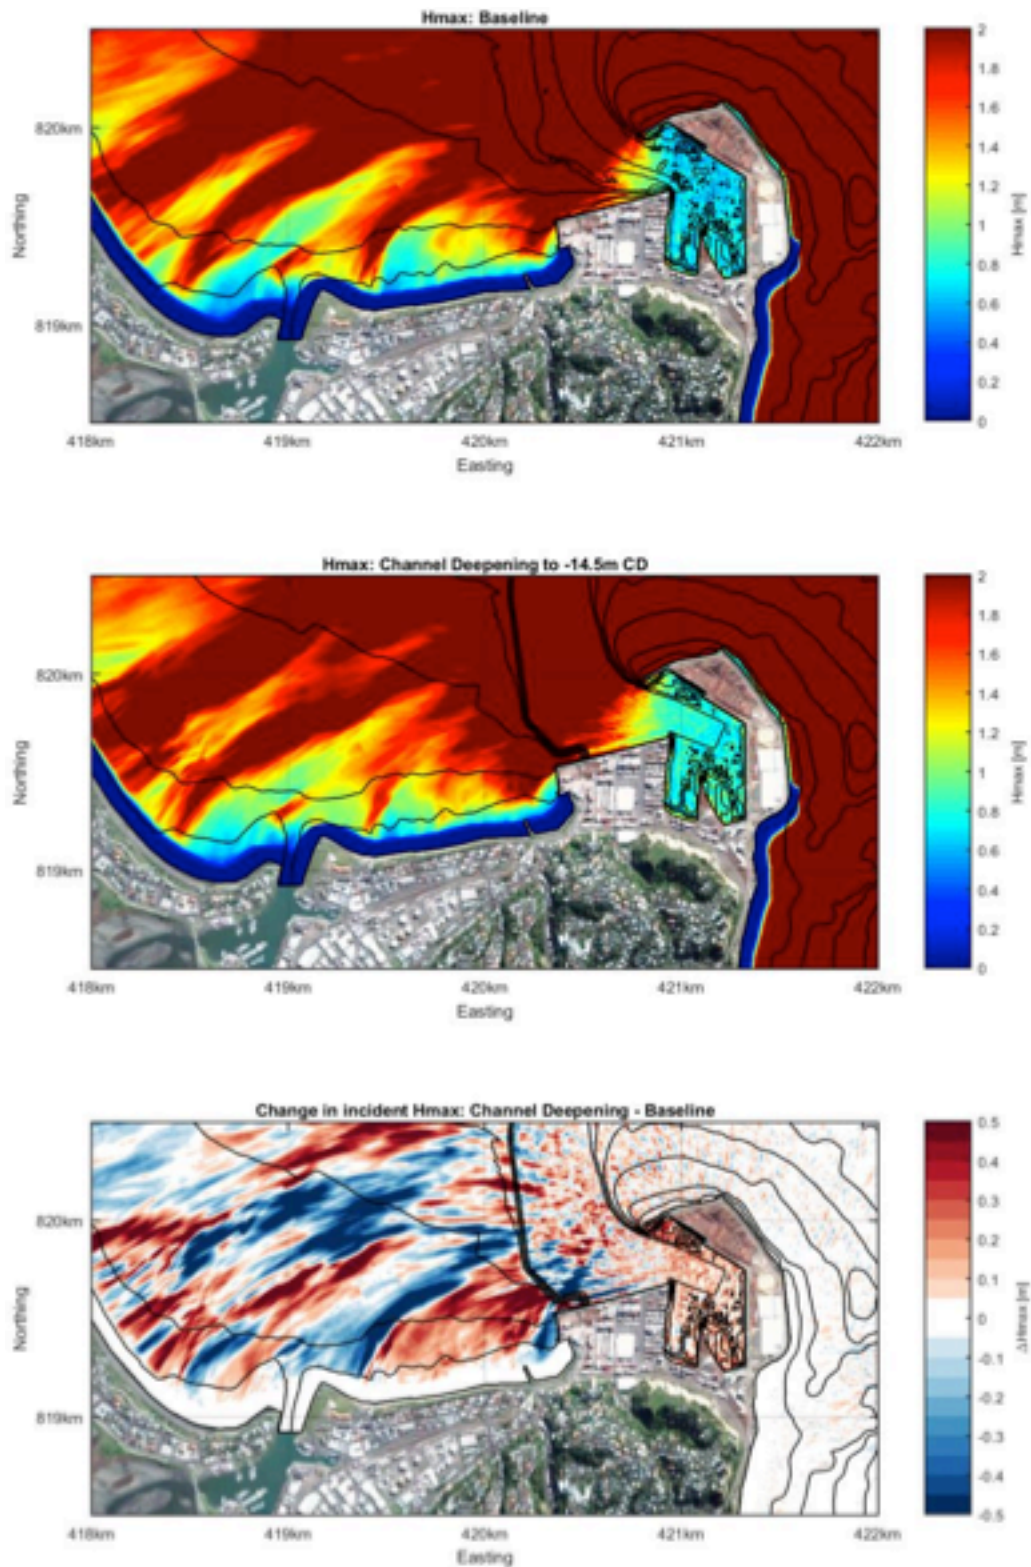 Hmax: Baseline
2
1.8
1.6
1.4
1.2
1
0.8
0.6
0.4
0.2
0
Hmax [m]
820km
819km
Northing
418km 419km 420km 421km 422km
Easting
Hmax: Channel Deepening to -14.5m CD
2
1.8
1.6
1.4
1.2
1
0.8
0.6
0.4
0.2
0
Hmax [m]
820km
819km
Northing
418km 419km 420km 421km 422km
Easting
Change in incident Hmax: Channel Deepening - Baseline
0.5
0.4
0.3
0.2
0.1
0
-0.1
-0.2
-0.3
-0.4
-0.5
ΔHmax [m]
820km
819km
Northing
418km 419km 420km 421km 422km
Easting